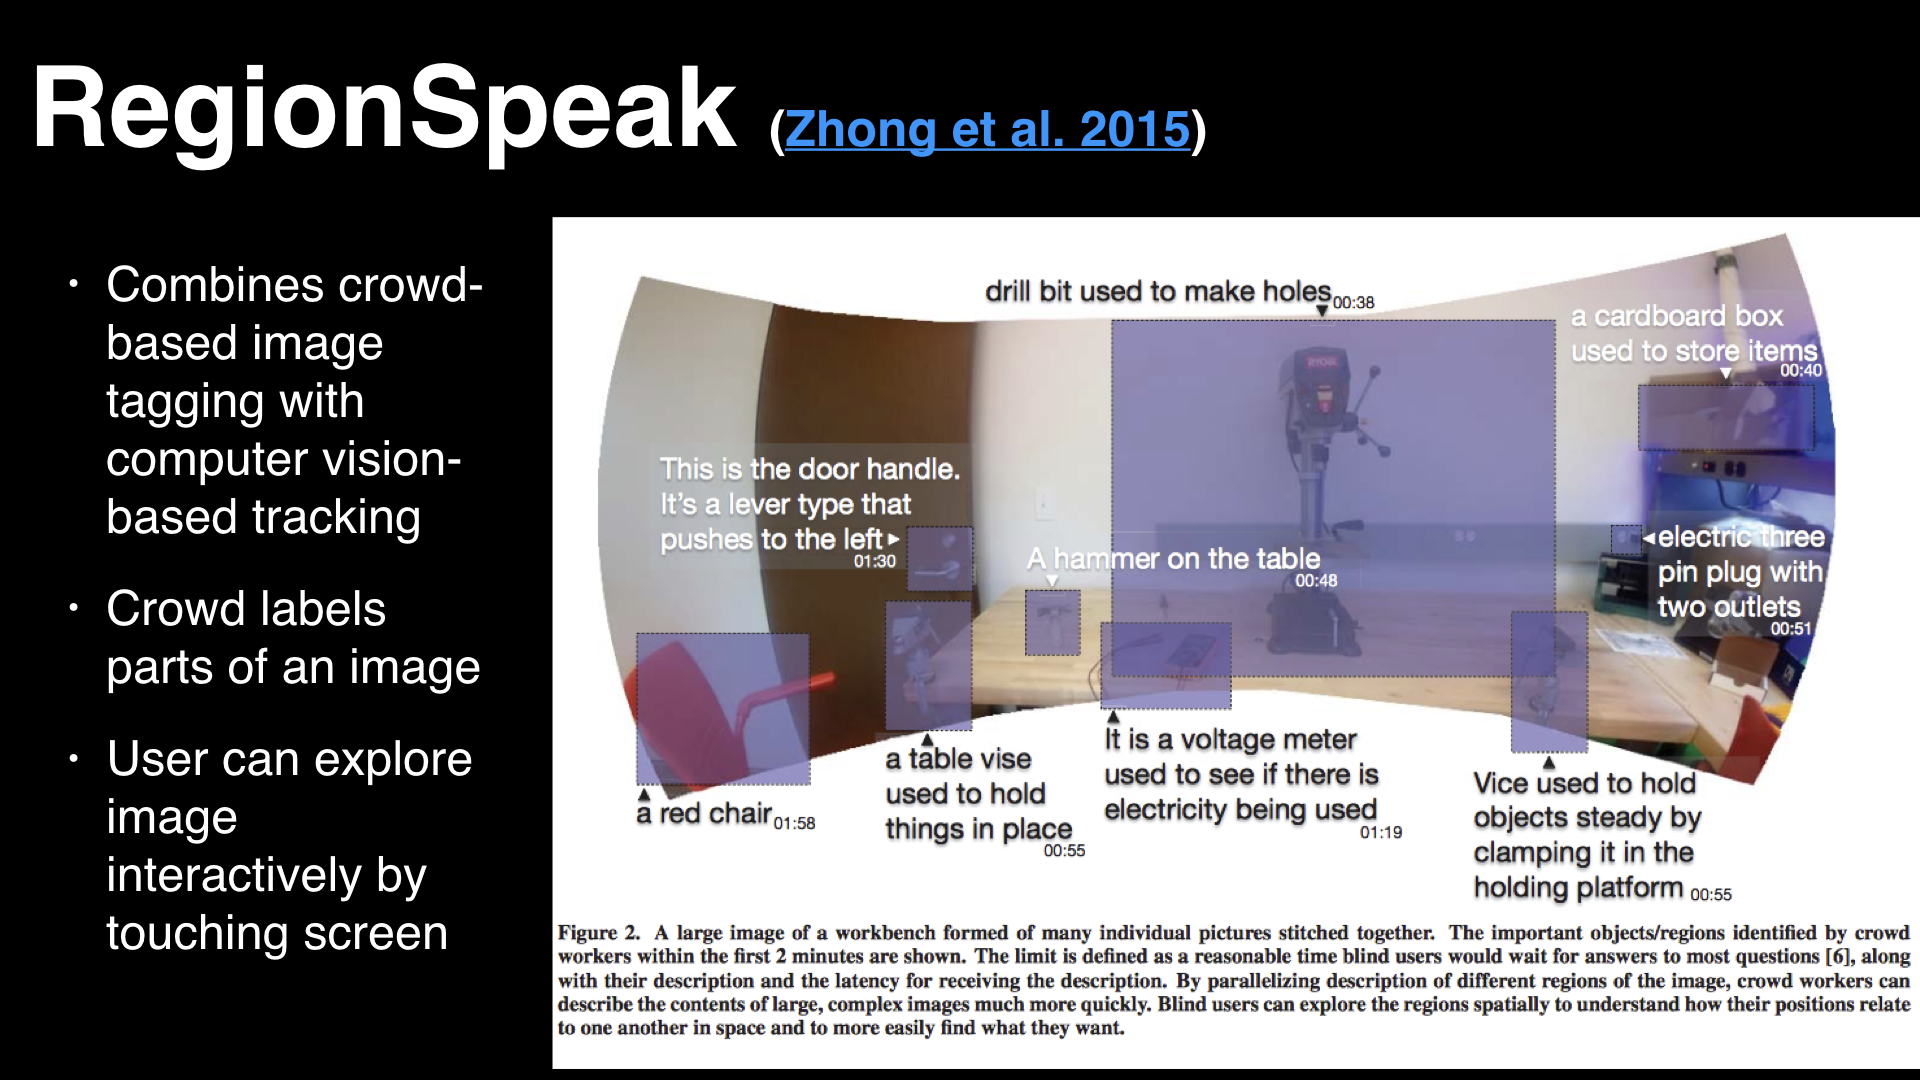 RegionSpeak (Zhong et al. 2015)
• Combines crowd-
based image
tagging with
computer vision-
based tracking
• Crowd labels
parts of an image
• User can explore
image
interactively by
touching screen
drill bit used to make holes 00:38
a cardboard box
used to store items
00:40
RYOBI
This is the door handle.
It's a lever type that
pushes to the left
01:30
A hammer on the table
00:48
electric three
pin plug with
two outlets
00:51
a red chair 01:58
a table vise
used to hold
things in place
00:55
It is a voltage meter
used to see if there is
electricity being used
01:19
Vice used to hold
objects steady by
clamping it in the
holding platform 00:55
Figure 2. A large image of a workbench formed of many individual pictures stitched together. The important objects/regions identified by crowd
workers within the first 2 minutes are shown. The limit is defined as a reasonable time blind users would wait for answers to most questions [6], along
with their description and the latency for receiving the description. By parallelizing description of different regions of the image, crowd workers can
describe the contents of large, complex images much more quickly. Blind users can explore the regions spatially to understand how their positions relate
to one another in space and to more easily find what they want.